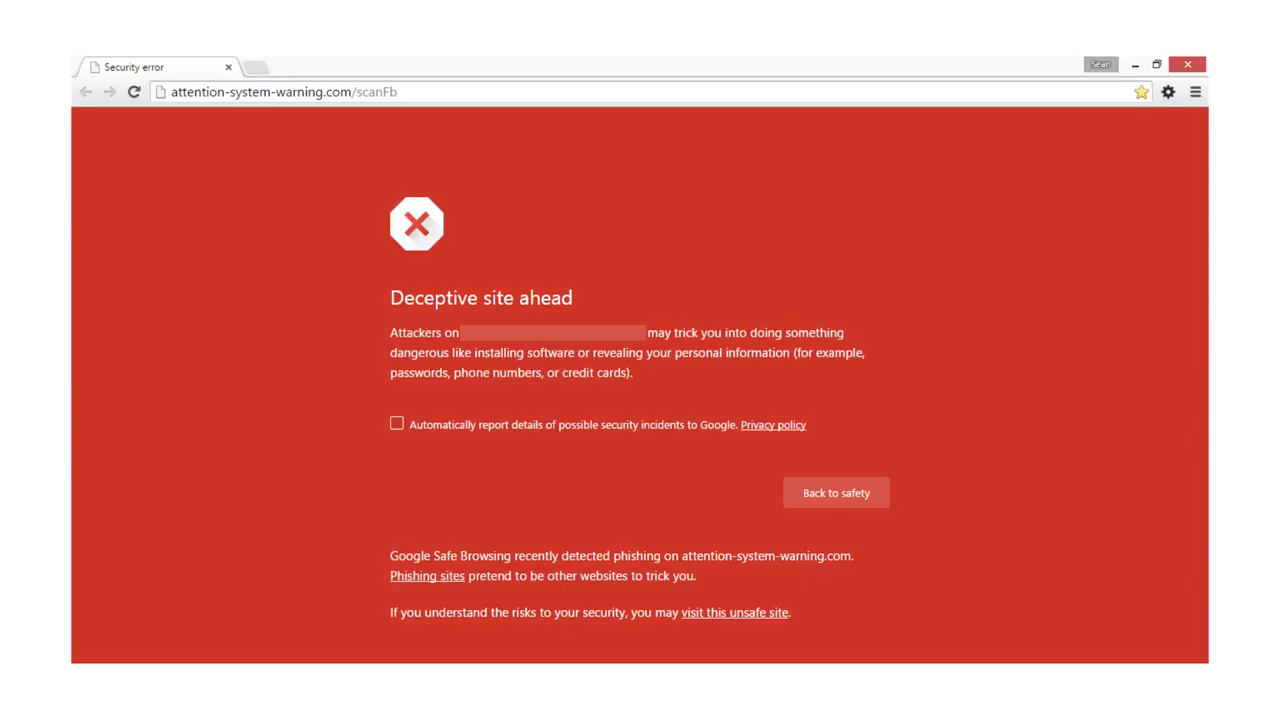 Security error
Sean
attention-system-warning.com/scanFb
Deceptive site ahead
Attackers on may trick you into doing something
dangerous like installing software or revealing your personal information (for example,
passwords, phone numbers, or credit cards).
Automatically report details of possible security incidents to Google. Privacy policy
Back to safety
Google Safe Browsing recently detected phishing on attention-system-warning.com.
Phishing sites pretend to be other websites to trick you.
If you understand the risks to your security, you may visit this unsafe site.